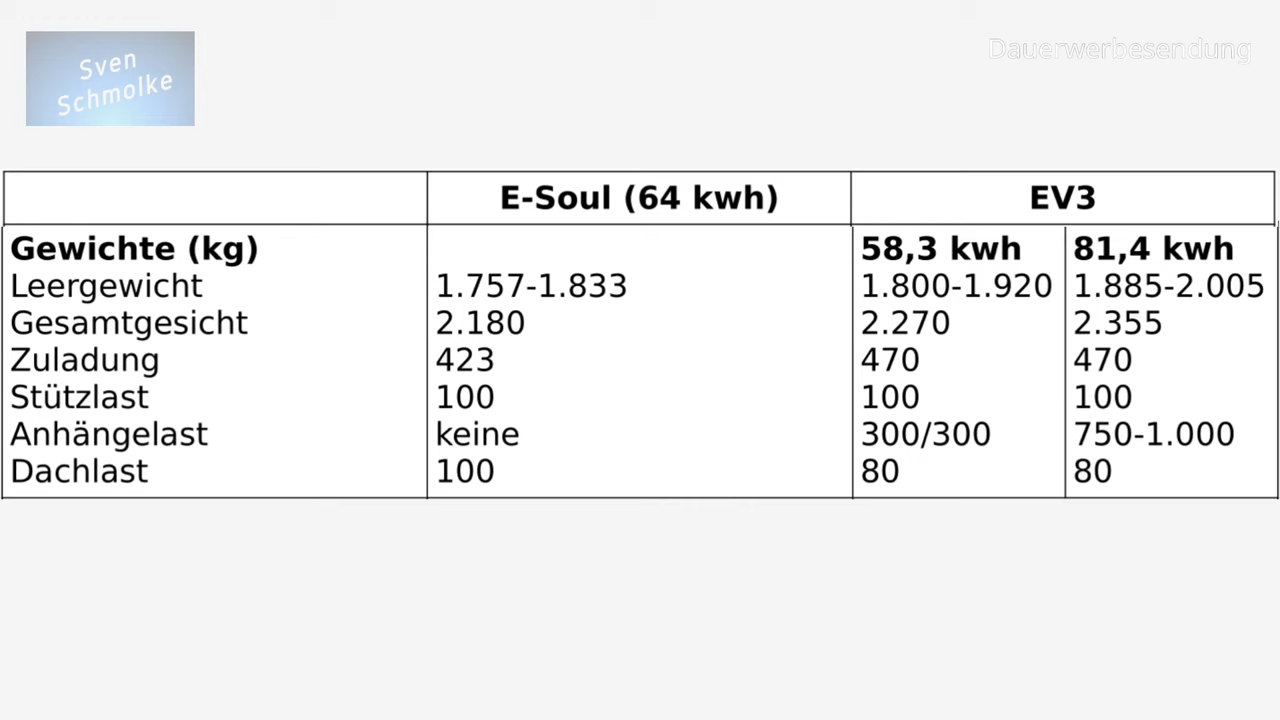 Sven
Schmolke
Dauerwerbesendung
E-Soul (64 kwh) EV3
Gewichte (kg) 58,3 kwh 81,4 kwh
Leergewicht 1.757-1.833 1.800-1.920 1.885-2.005
Gesamtgesicht 2.180 2.270 2.355
Zuladung 423 470 470
Stützlast 100 100 100
Anhängelast keine 300/300 750-1.000
Dachlast 100 80 80